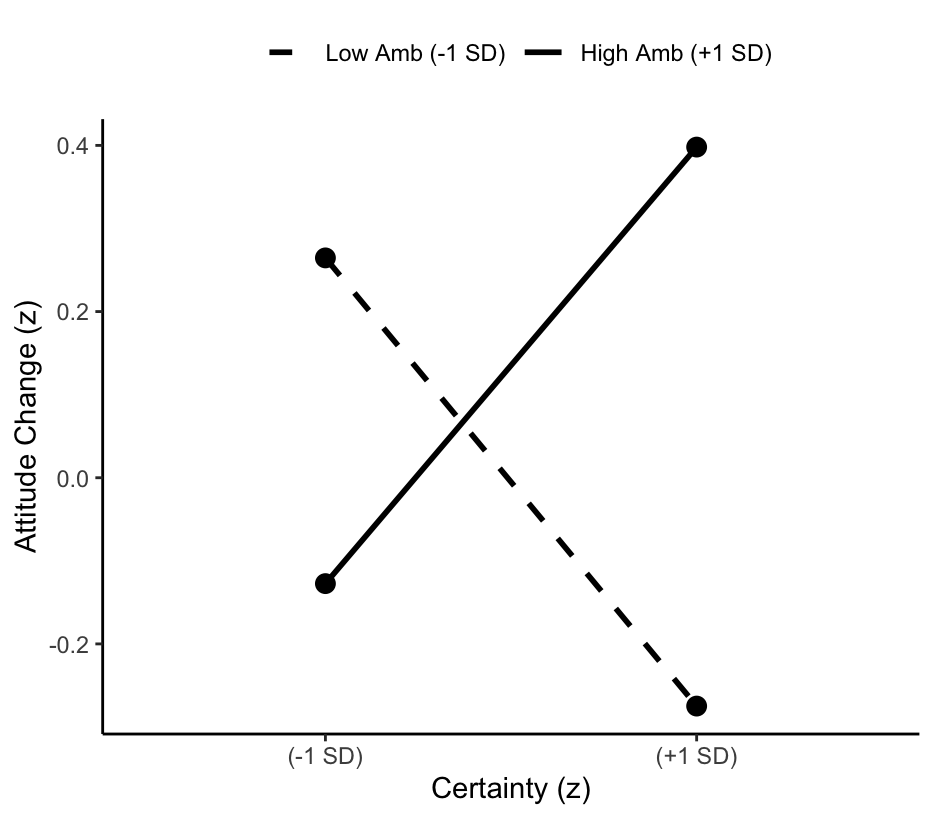 Low Amb (-1 SD) High Amb (+1 SD)
0.4
0.2
0.0
-0.2
Attitude Change (z)
(-1 SD) (+1 SD)
Certainty (z)